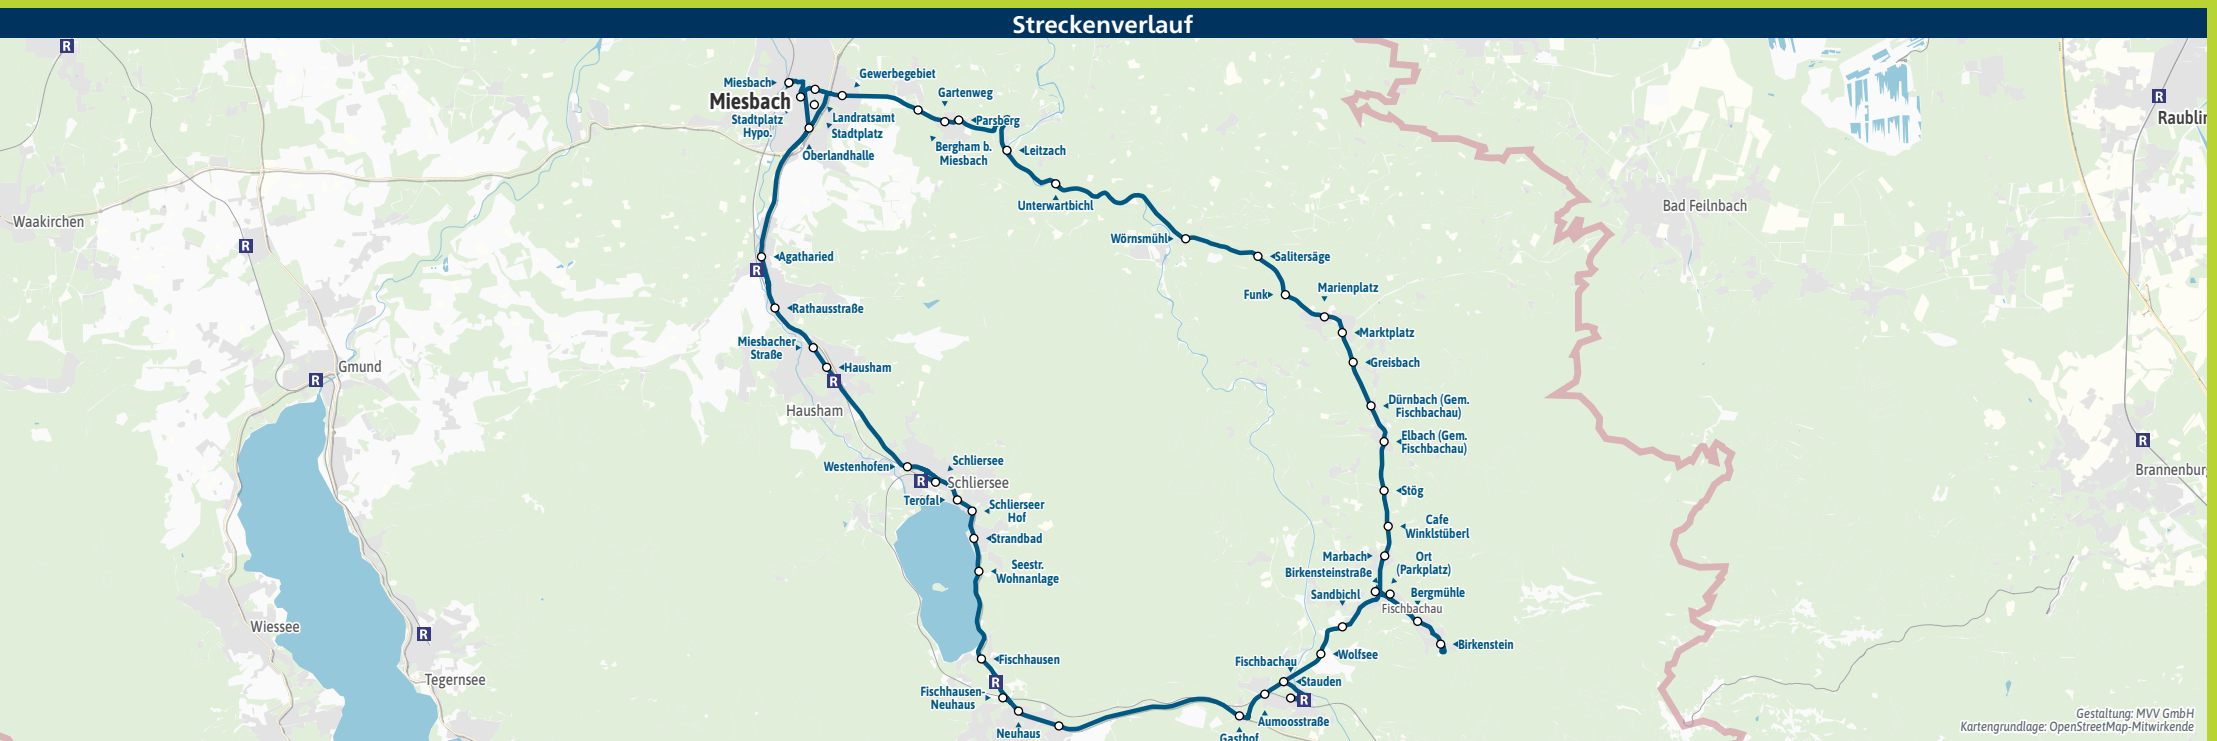 Streckenverlauf
R
Miesbach
Gewerbegebiet
Miesbach
Gartenweg
Stadtplatz
Hypo.
Landratsamt
Stadtplatz
Parsberg
Oberlandhalle
Bergham b.
Miesbach
Leitzach
R
Raublin
Unterwartbichl
Bad Feilnbach
Waakirchen
R
Wörnsmühl
Agatharied
R
Salitersäge
Funk
Marienplatz
Rathausstraße
Marktplatz
Miesbacher
Straße
Hausham
R
Greisbach
Gmund
R
Hausham
Dürnbach (Gem.
Fischbachau)
Elbach (Gem.
Fischbachau)
R
Brannenbur
Westenhofen
Schliersee
R
Schliersee
Terofal
Schlierseer
Hof
Stög
Strandbad
Cafe
Winklstüberl
Seestr.
Wohnanlage
Marbach
Ort
(Parkplatz)
Birkensteinstraße
Sandbichl
Bergmühle
Fischbachau
Wiessee
R
Birkenstein
Fischhausen
Wolfsee
Fischbachau
Tegernsee
R
Stauden
R
Fischhausen-
Neuhaus
Aumoosstraße
Neuhaus
Gasthof
Gestaltung: MVV GmbH
Kartengrundlage: OpenStreetMap-Mitwirkende